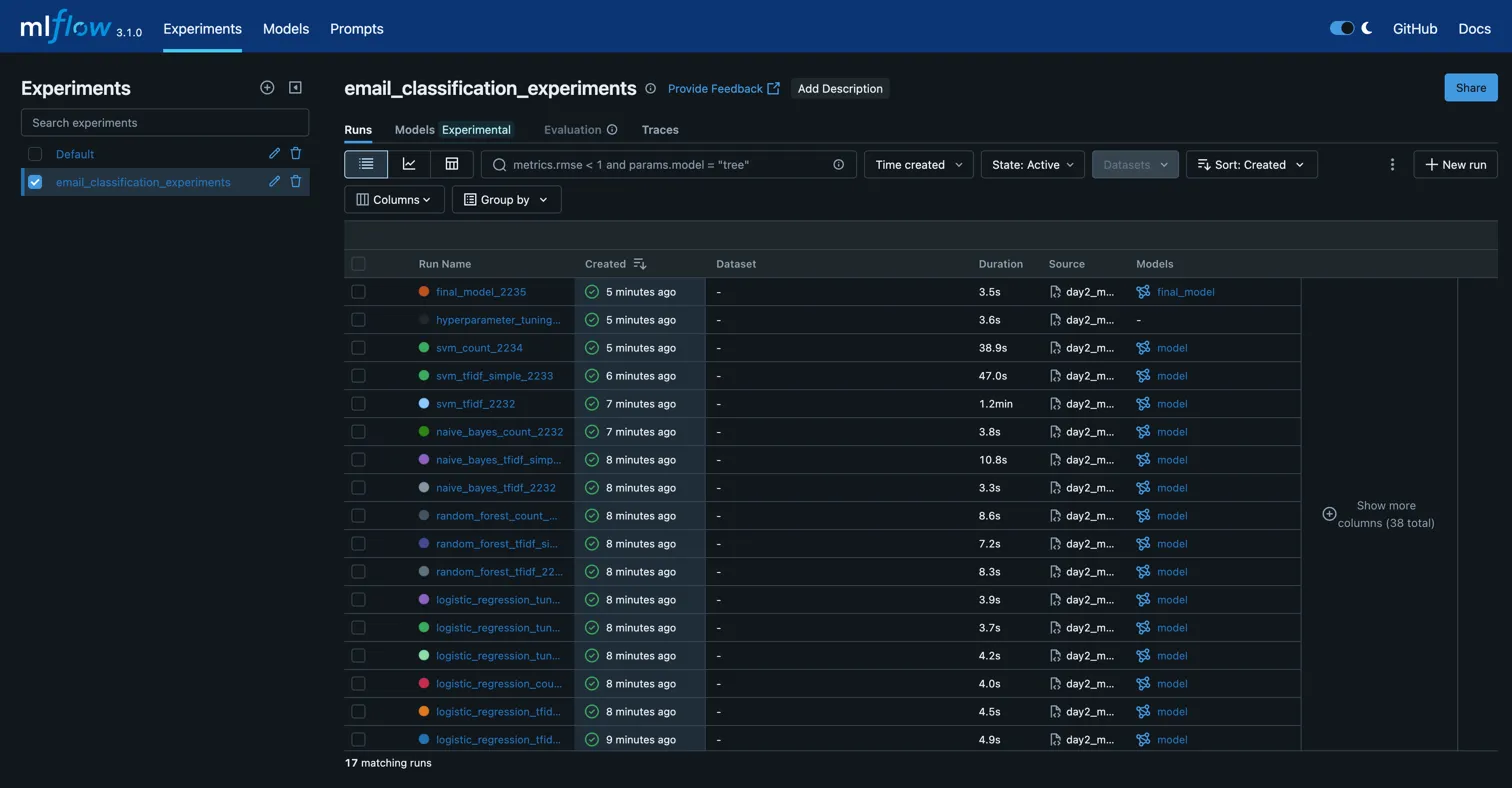 mlflow 3.1.0 Experiments Models Prompts GitHub Docs
Experiments
Search experiments
Default
email_classification_experiments
email_classification_experiments Provide Feedback Add Description Share
Runs Models Experimental Evaluation Traces
metrics.rmse < 1 and params.model = "tree" Time created State: Active Datasets Sort: Created New run
Columns Group by
Run Name Created Dataset Duration Source Models
final_model_2235 5 minutes ago - 3.5s day2_m... final_model
hyperparameter_tuning... 5 minutes ago - 3.6s day2_m... -
svm_count_2234 5 minutes ago - 38.9s day2_m... model
svm_tfidf_simple_2233 6 minutes ago - 47.0s day2_m... model
svm_tfidf_2232 7 minutes ago - 1.2min day2_m... model
naive_bayes_count_2232 7 minutes ago - 3.8s day2_m... model
naive_bayes_tfidf_simp... 8 minutes ago - 10.8s day2_m... model
naive_bayes_tfidf_2232 8 minutes ago - 3.3s day2_m... model
random_forest_count_... 8 minutes ago - 8.6s day2_m... model
random_forest_tfidf_si... 8 minutes ago - 7.2s day2_m... model
random_forest_tfidf_22... 8 minutes ago - 8.3s day2_m... model
logistic_regression_tun... 8 minutes ago - 3.9s day2_m... model
logistic_regression_tun... 8 minutes ago - 3.7s day2_m... model
logistic_regression_tun... 8 minutes ago - 4.2s day2_m... model
logistic_regression_cou... 8 minutes ago - 4.0s day2_m... model
logistic_regression_tfid... 8 minutes ago - 4.5s day2_m... model
logistic_regression_tfid... 9 minutes ago - 4.9s day2_m... model
Show more
columns (38 total)
17 matching runs